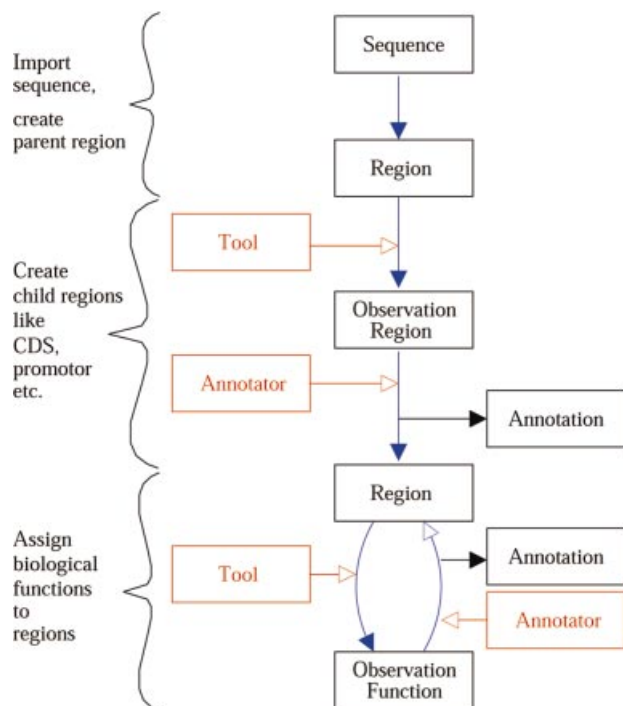 Sequence
Import
sequence,
create
parent region
Region
Tool
Create
child regions
like
CDS,
promotor
etc.
Observation
Region
Annotator
Annotation
Region
Assign
biological
functions
to
regions
Tool
Annotation
Annotator
Observation
Function